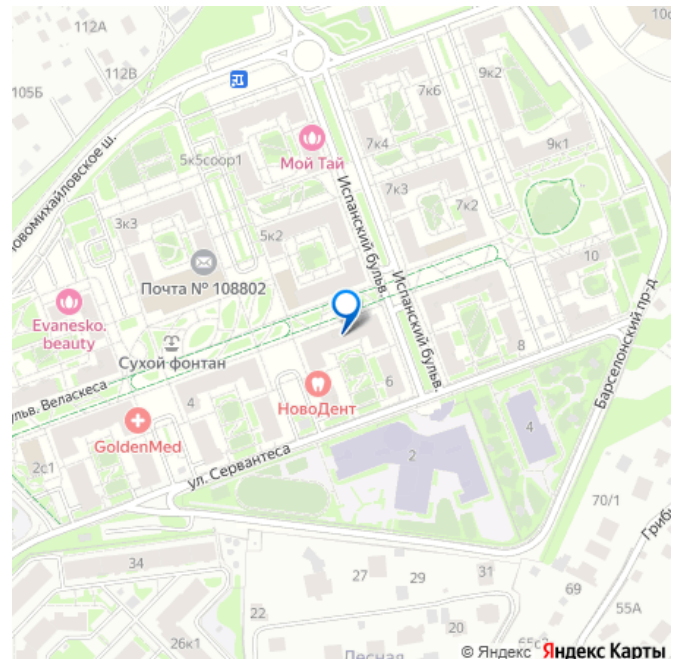 112А
10с
112В
105Б
7к6
9к2
5к5соор1
Мой Тай
7к4
9к1
Новомихайловское ш.
Испанский бульв.
7к3
7к2
3к3
5к2
10
Почта № 108802
Испанский бульв.
Evanesko.
beauty
Сухой фонтан
8
Барселонский пр-д
6
НовоДент
4
бульв. Веласкеса
GoldenMed
4
2
2с1
ул. Сервантеса
70/1
34
27
29
31
69
22
20
55А
26к1
Лесная
© Яндекс Яндекс Карты